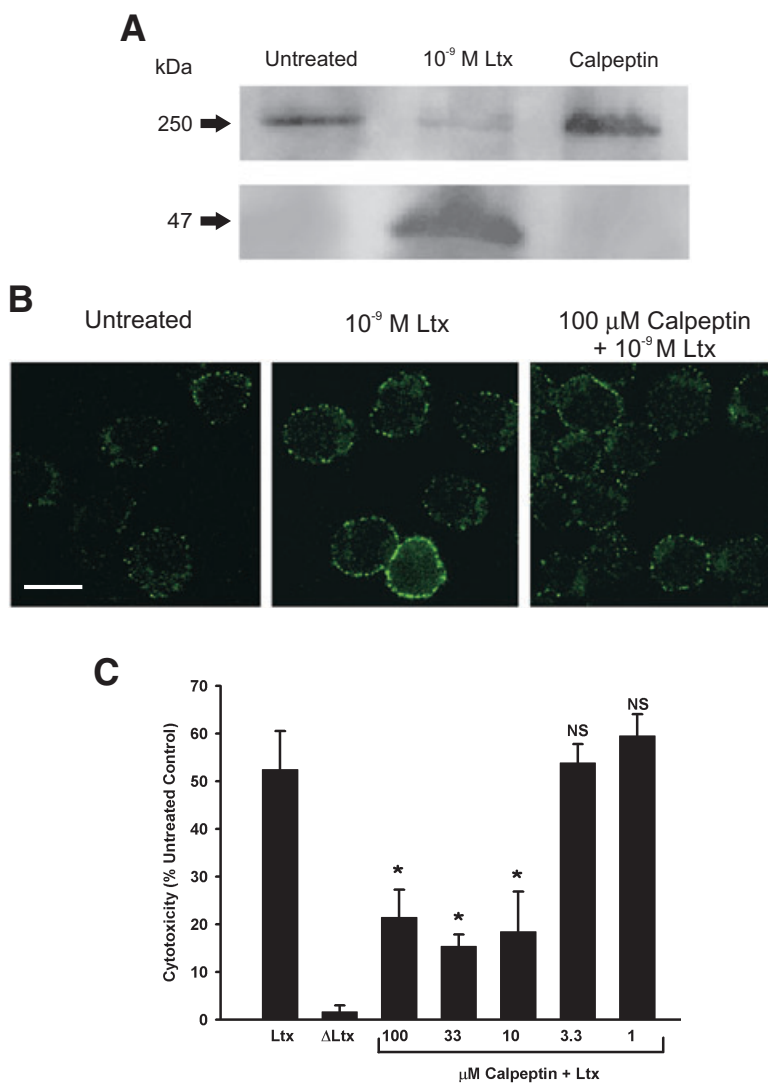 A
kDa
Untreated
10⁻⁹ M Ltx
Calpeptin
250
47
B
Untreated
10⁻⁹ M Ltx
100 μM Calpeptin
+ 10⁻⁹ M Ltx
C
Cytotoxicity (% Untreated Control)
70
60
50
40
30
20
10
0
* * * NS NS
Ltx ΔLtx 100 33 10 3.3 1
μM Calpeptin + Ltx